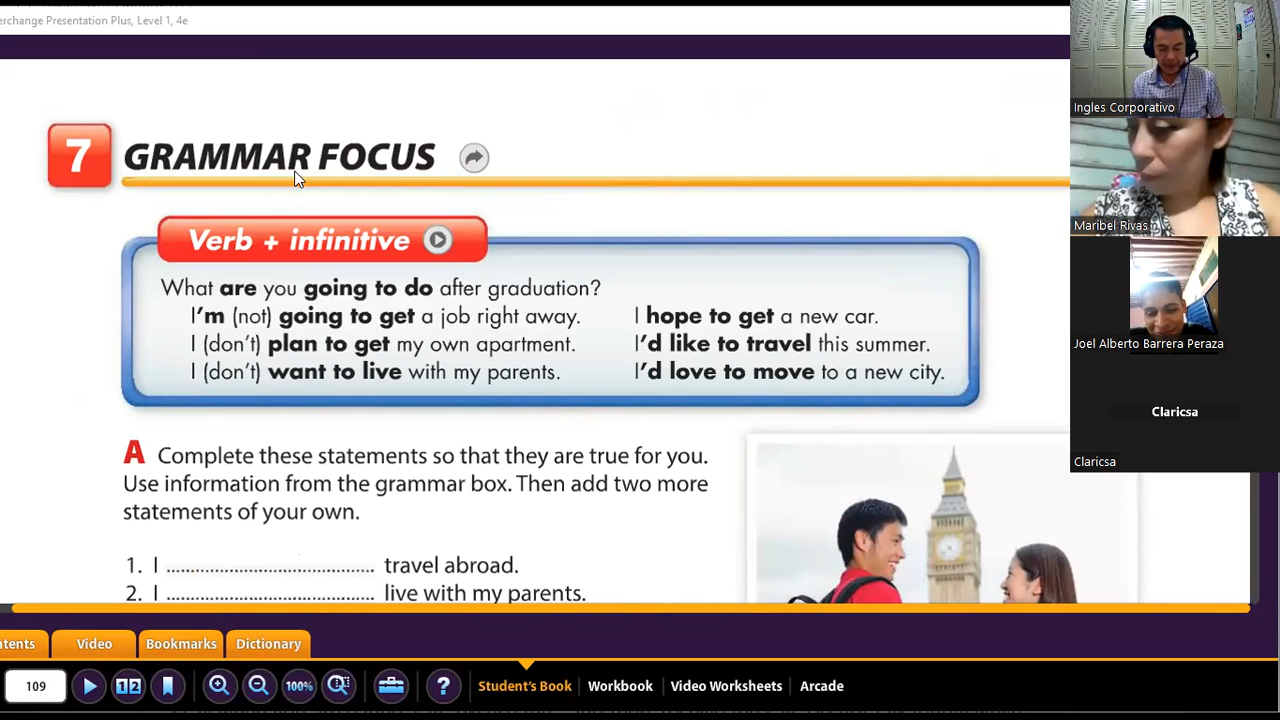 erchange Presentation Plus, Level 1, 4e
7 GRAMMAR FOCUS
Verb + infinitive
What are you going to do after graduation?
I'm (not) going to get a job right away.
I (don't) plan to get my own apartment.
I (don't) want to live with my parents.
I hope to get a new car.
I'd like to travel this summer.
I'd love to move to a new city.
A Complete these statements so that they are true for you.
Use information from the grammar box. Then add two more
statements of your own.
1. I ........................................ travel abroad.
2. I ........................................ live with my parents.
Ingles Corporativo
Maribel Rivas
Joel Alberto Barrera Peraza
Claricsa
Claricsa
ntents Video Bookmarks Dictionary
109 12 100% ? Student's Book Workbook Video Worksheets Arcade